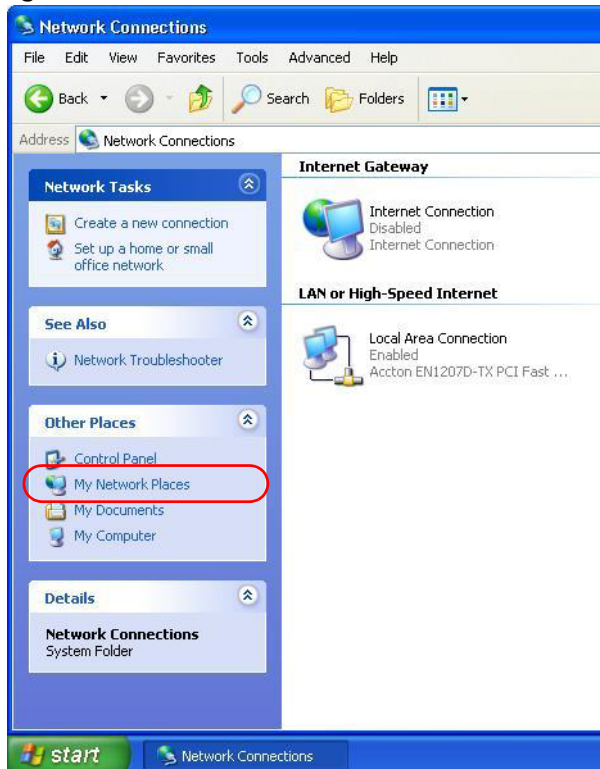 Network Connections
File Edit View Favorites Tools Advanced Help
Back Search Folders
Address Network Connections
Network Tasks
Create a new connection
Set up a home or small
office network
See Also
Network Troubleshooter
Other Places
Control Panel
My Network Places
My Documents
My Computer
Details
Network Connections
System Folder
Internet Gateway
Internet Connection
Disabled
Internet Connection
LAN or High-Speed Internet
Local Area Connection
Enabled
Accton EN1207D-TX PCI Fast ...
start Network Connections